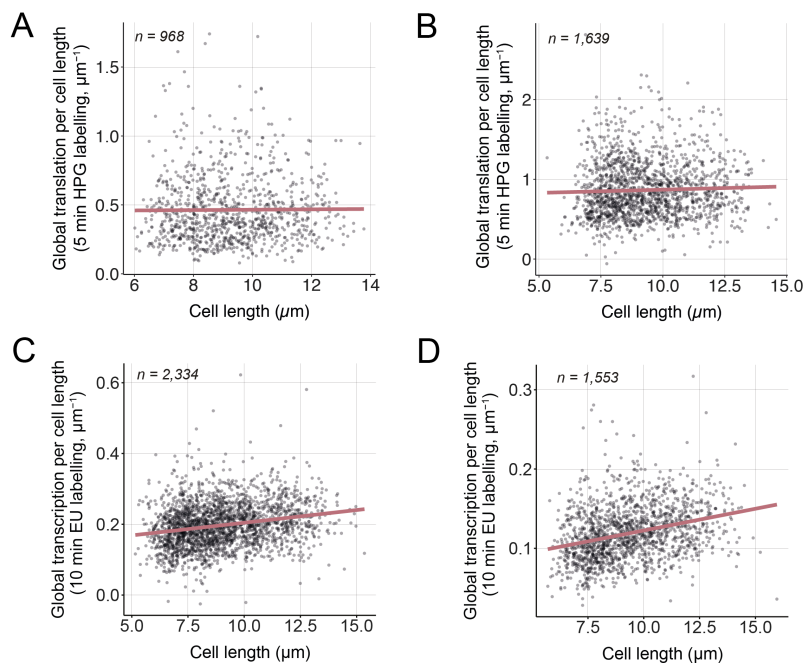 A
n = 968
Global translation per cell length
(5 min HPG labelling, µm⁻¹)
1.5
1.0
0.5
0.0
6
8
10
12
14
Cell length (µm)
B
n = 1,639
Global translation per cell length
(5 min HPG labelling, µm⁻¹)
2
1
0
5.0
7.5
10.0
12.5
15.0
Cell length (µm)
C
n = 2,334
Global transcription per cell length
(10 min EU labelling, µm⁻¹)
0.6
0.4
0.2
0.0
5.0
7.5
10.0
12.5
15.0
Cell length (µm)
D
n = 1,553
Global transcription per cell length
(10 min EU labelling, µm⁻¹)
0.3
0.2
0.1
7.5
10.0
12.5
15.0
Cell length (µm)